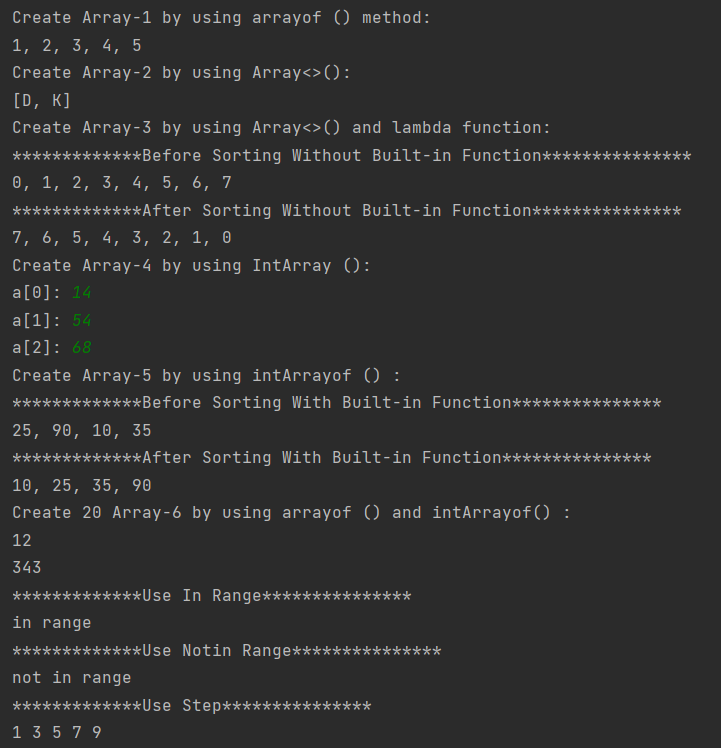 Create Array-1 by using arrayof () method:
1, 2, 3, 4, 5
Create Array-2 by using Array<>():
[D, K]
Create Array-3 by using Array<>() and lambda function:
*************Before Sorting Without Built-in Function***************
0, 1, 2, 3, 4, 5, 6, 7
*************After Sorting Without Built-in Function***************
7, 6, 5, 4, 3, 2, 1, 0
Create Array-4 by using IntArray ():
a[0]: 14
a[1]: 54
a[2]: 68
Create Array-5 by using intArrayof () :
*************Before Sorting With Built-in Function***************
25, 90, 10, 35
*************After Sorting With Built-in Function***************
10, 25, 35, 90
Create 20 Array-6 by using arrayof () and intArrayof() :
12
343
*************Use In Range***************
in range
*************Use Notin Range***************
not in range
*************Use Step***************
1 3 5 7 9